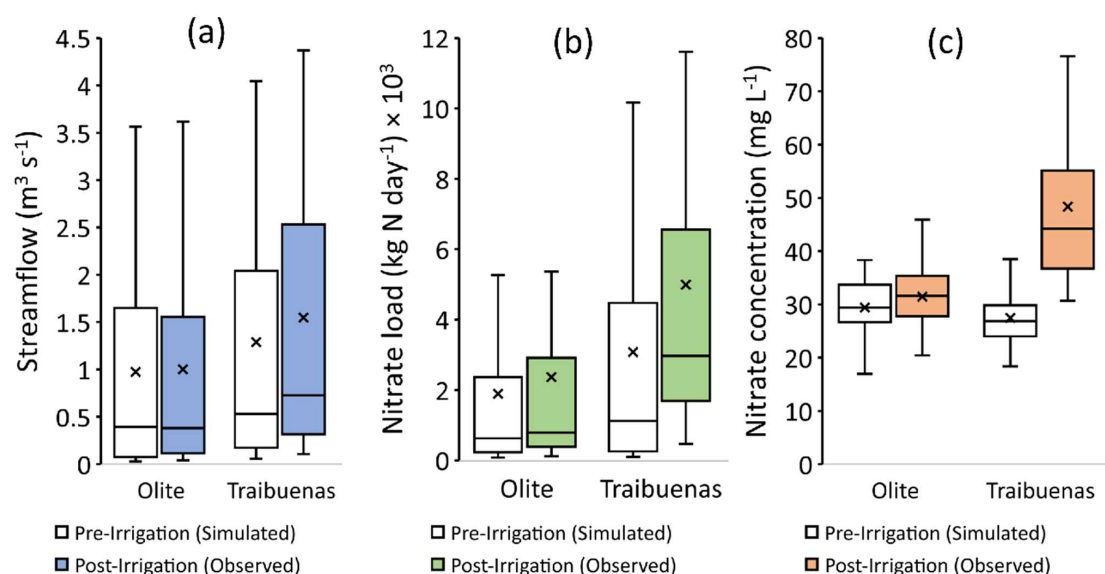 (a)
Streamflow (m³ s⁻¹)
4.5
4
3.5
3
2.5
2
1.5
1
0.5
0
Olite Traibuenas
Pre-Irrigation (Simulated)
Post-Irrigation (Observed)
(b)
Nitrate load (kg N day⁻¹) × 10³
12
10
8
6
4
2
0
Olite Traibuenas
Pre-Irrigation (Simulated)
Post-Irrigation (Observed)
(c)
Nitrate concentration (mg L⁻¹)
80
70
60
50
40
30
20
10
0
Olite Traibuenas
Pre-Irrigation (Simulated)
Post-Irrigation (Observed)